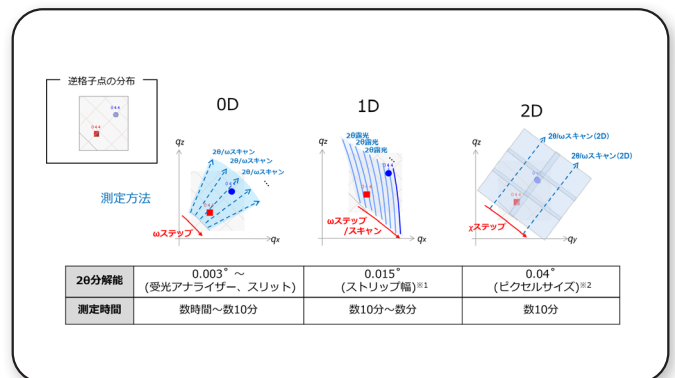 逆格子点の分布
044
044
0D
1D
2D
測定方法
qz
2θ/ωスキャン
2θ/ωスキャン
2θ/ωスキャン
044
ωステップ
qx
qz
2θ露光
2θ露光
2θ露光
044
ωステップ
/スキャン
qx
qz
2θ/ωスキャン(2D)
2θ/ωスキャン(2D)
044
χステップ
qy
2θ分解能
0.003°～
(受光アナライザー、スリット)
0.015°
(ストリップ幅)※1
0.04°
(ピクセルサイズ)※2
測定時間
数時間～数10分
数10分～数分
数10分